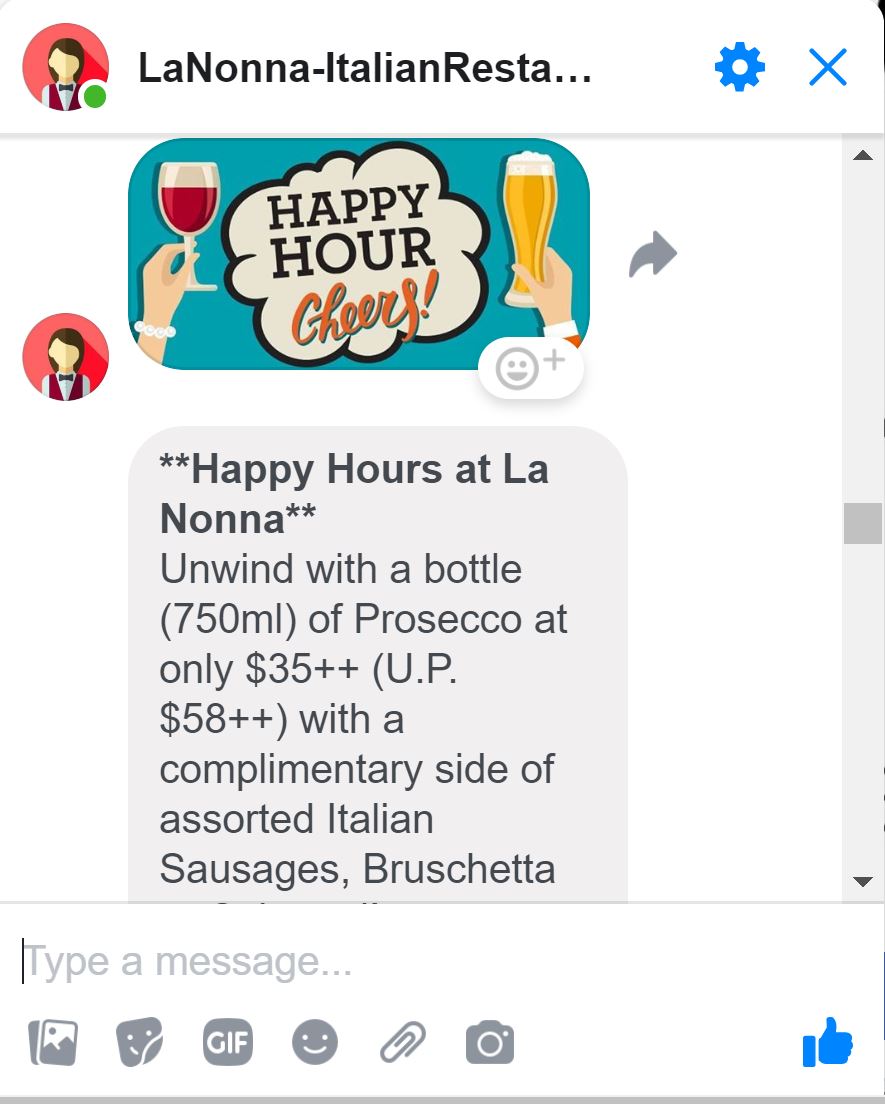 LaNonna-ItalianResta...
HAPPY
HOUR
Cheers!
**Happy Hours at La
Nonna**
Unwind with a bottle
(750ml) of Prosecco at
only $35++ (U.P.
$58++) with a
complimentary side of
assorted Italian
Sausages, Bruschetta
Type a message...
GIF